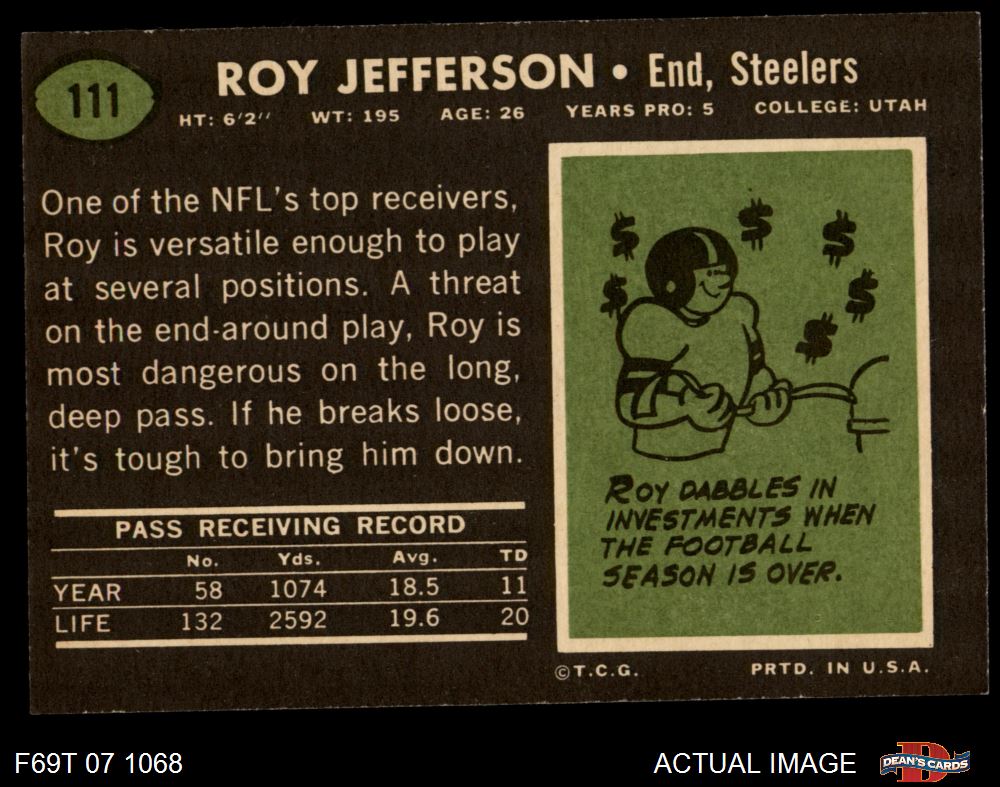 111
ROY JEFFERSON • End, Steelers
HT: 6'2" WT: 195 AGE: 26 YEARS PRO: 5 COLLEGE: UTAH
One of the NFL's top receivers,
Roy is versatile enough to play
at several positions. A threat
on the end-around play, Roy is
most dangerous on the long,
deep pass. If he breaks loose,
it's tough to bring him down.
PASS RECEIVING RECORD
No. Yds. Avg. TD
YEAR 58 1074 18.5 11
LIFE 132 2592 19.6 20
$ $ $ $ $ $
ROY DABBLES IN
INVESTMENTS WHEN
THE FOOTBALL
SEASON IS OVER.
©T.C.G. PRTD. IN U.S.A.
F69T 07 1068 ACTUAL IMAGE D DEAN'S CARDS